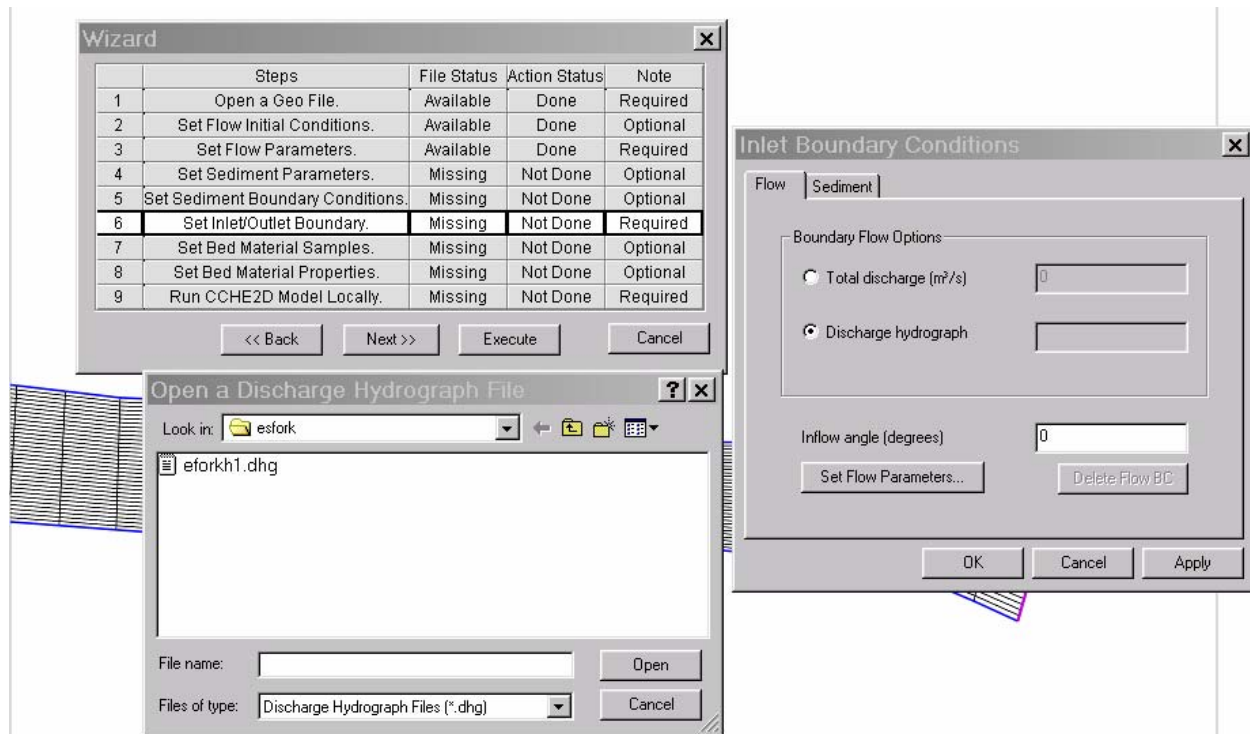 Wizard
Steps File Status Action Status Note
1 Open a Geo File. Available Done Required
2 Set Flow Initial Conditions. Available Done Optional
3 Set Flow Parameters. Available Done Required
4 Set Sediment Parameters. Missing Not Done Optional
5 Set Sediment Boundary Conditions. Missing Not Done Optional
6 Set Inlet/Outlet Boundary. Missing Not Done Required
7 Set Bed Material Samples. Missing Not Done Optional
8 Set Bed Material Properties. Missing Not Done Optional
9 Run CCHE2D Model Locally. Missing Not Done Required
<< Back Next >> Execute Cancel
Open a Discharge Hydrograph File
Look in: esfork
eforkh1.dhg
File name: Open
Files of type: Discharge Hydrograph Files (*.dhg) Cancel
Inlet Boundary Conditions
Flow Sediment
Boundary Flow Options
Total discharge (m³/s) 0
Discharge hydrograph
Inflow angle (degrees) 0
Set Flow Parameters... Delete Flow BC
OK Cancel Apply